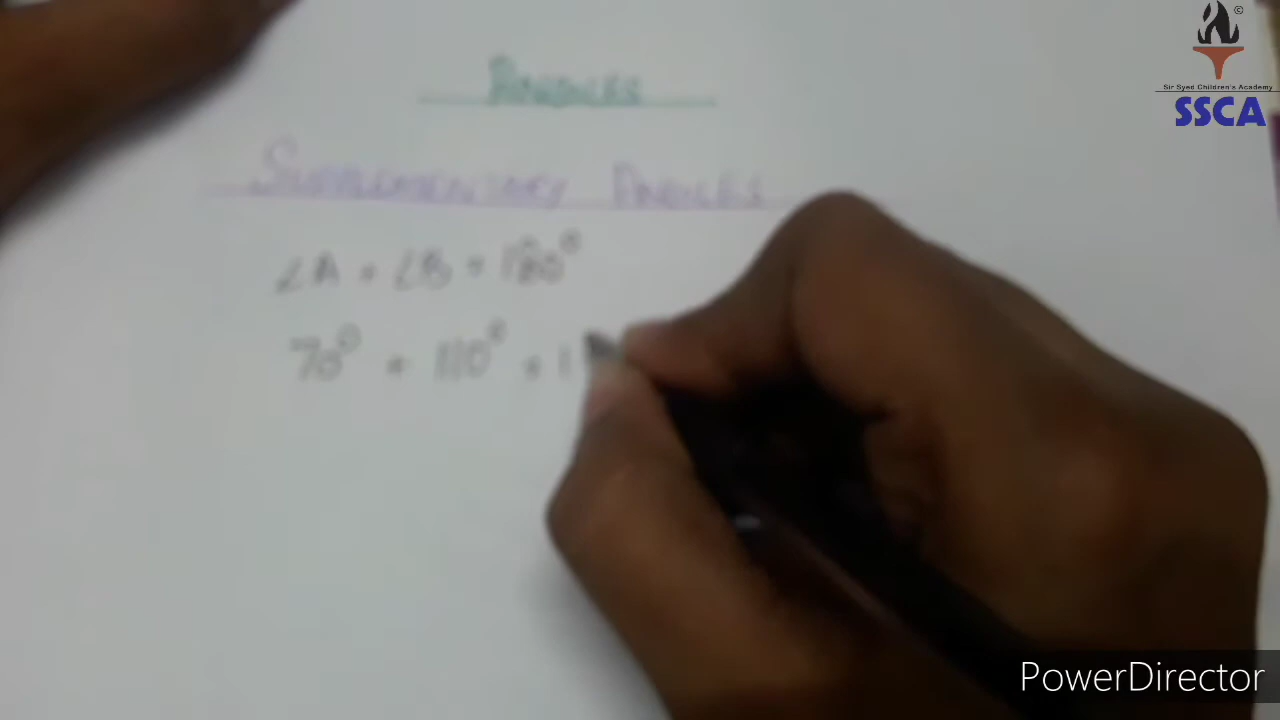 ANGLES
SUPPLEMENTARY ANGLES
∠A + ∠B = 180°
70° + 110° = 1
©
Sir Syed Children's Academy
SSCA
PowerDirector